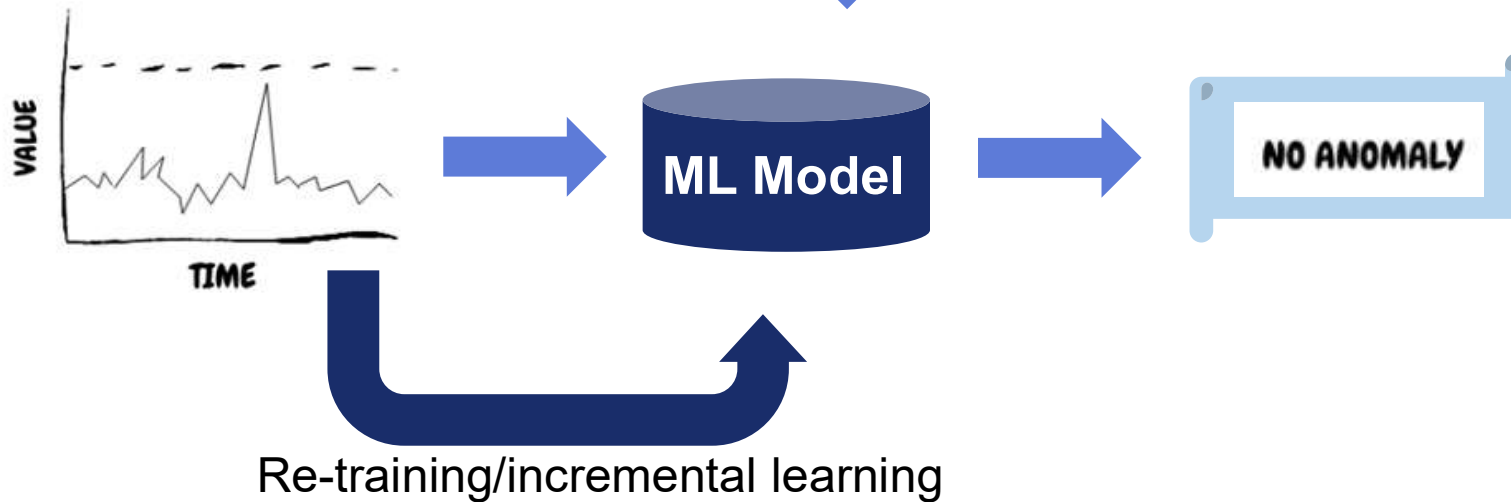 VALUE
TIME
ML Model
NO ANOMALY
Re-training/incremental learning